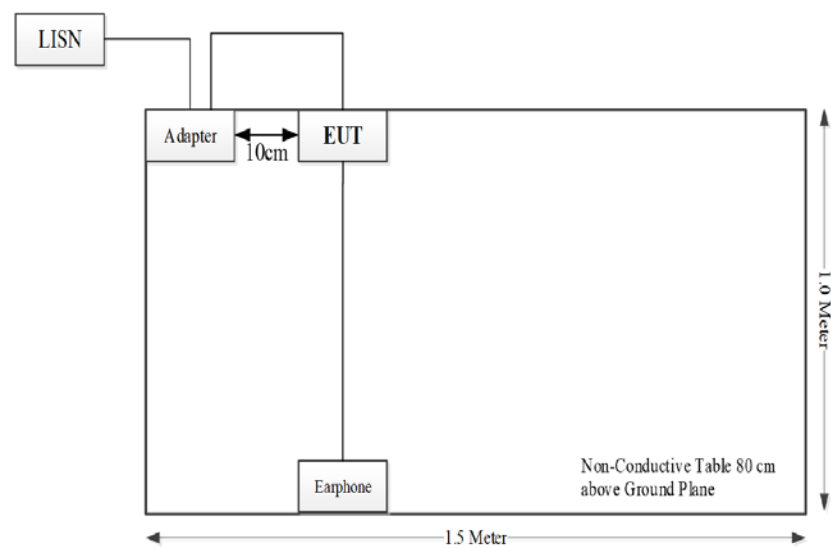 LISN
Adapter
10cm
EUT
1.0 Meter
Earphone
Non-Conductive Table 80 cm
above Ground Plane
1.5 Meter